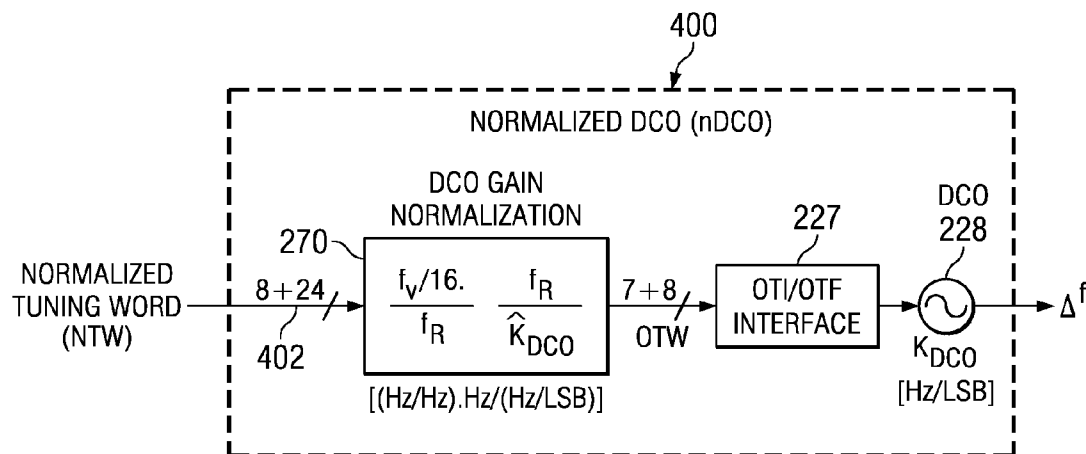 400
NORMALIZED DCO (nDCO)
DCO GAIN
NORMALIZATION
270
227
DCO
228
NORMALIZED
TUNING WORD
(NTW)
8+24
402
f_v/16.
f_R
f_R
K̂_DCO
7+8
OTW
OTI/OTF
INTERFACE
Δ^f
K_DCO
[Hz/LSB]
[(Hz/Hz).Hz/(Hz/LSB)]